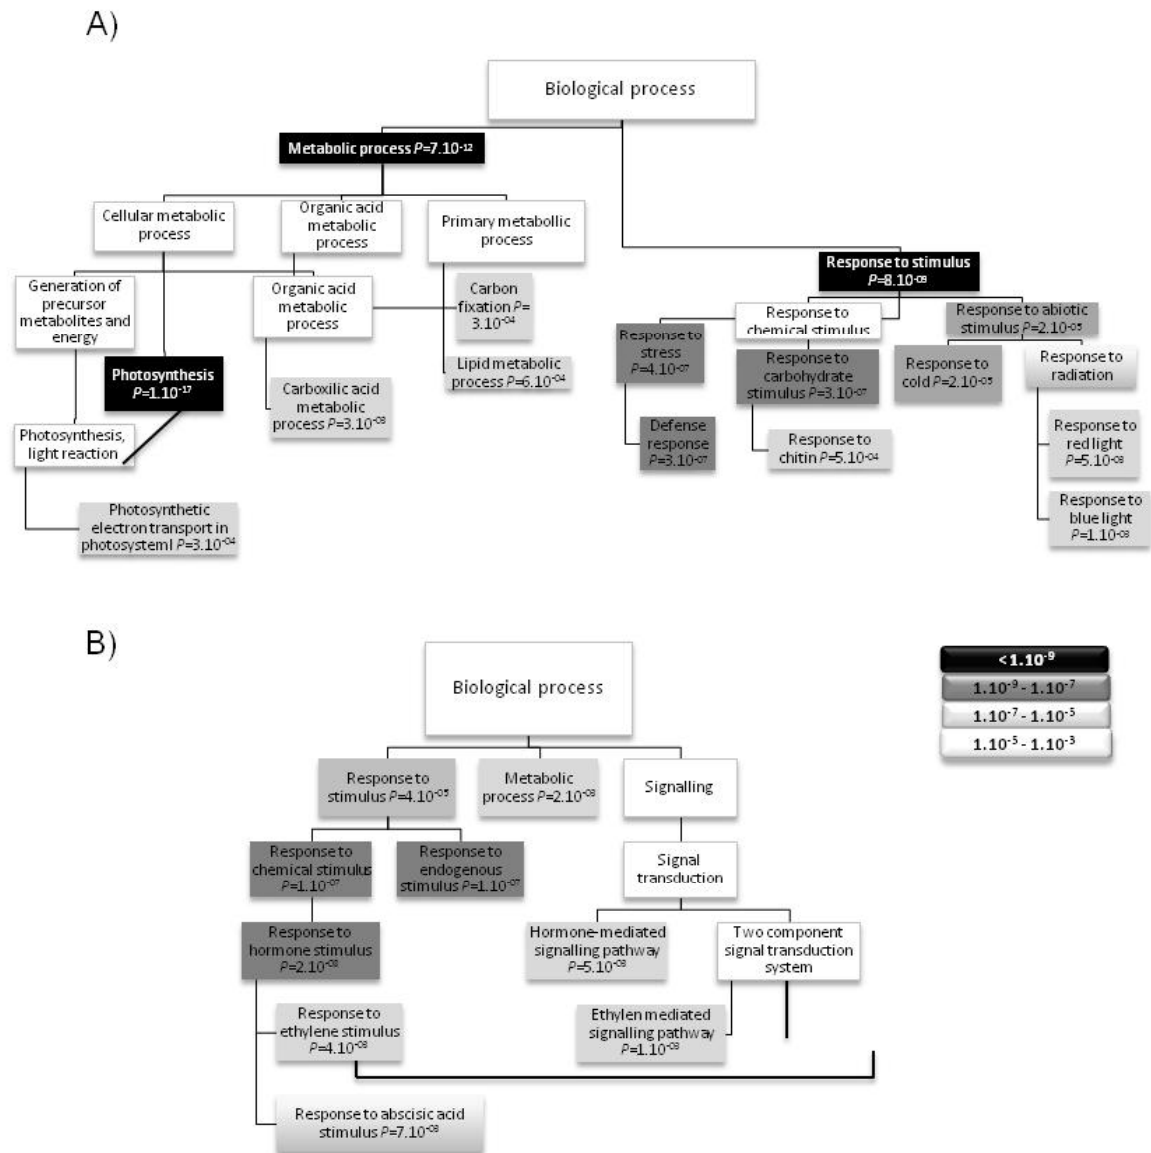 A)
Biological process
Metabolic process P=7.10⁻¹²
Cellular metabolic
process
Organic acid
metabolic
process
Primary metabollic
process
Response to stimulus
P=8.10⁻⁰⁹
Generation of
precursor
metabolites and
energy
Organic acid
metabolic
process
Carbon
fixation P=
3.10⁻⁰⁴
Response to
chemical stimulus
Response to abiotic
stimulus P=2.10⁻⁰⁵
Response to
stress
P=4.10⁻⁰⁷
Response to
carbohydrate
stimulus P=3.10⁻⁰⁷
Response to
cold P=2.10⁻⁰⁵
Response to
radiation
Photosynthesis
P=1.10⁻¹⁷
Lipid metabolic
process P=6.10⁻⁰⁴
Carboxilic acid
metabolic
process P=3.10⁻⁰³
Photosynthesis,
light reaction
Defense
response
P=3.10⁻⁰⁷
Response to
chitin P=5.10⁻⁰⁴
Response to
red light
P=5.10⁻⁰³
Photosynthetic
electron transport in
photosystemI P=3.10⁻⁰⁴
Response to
blue light
P=1.10⁻⁰³
B)
Biological process
< 1.10⁻⁹
1.10⁻⁹ - 1.10⁻⁷
1.10⁻⁷ - 1.10⁻⁵
1.10⁻⁵ - 1.10⁻³
Response to
stimulus P=4.10⁻⁰⁵
Metabolic
process P=2.10⁻⁰³
Signalling
Response to
chemical stimulus
P=1.10⁻⁰⁷
Response to
endogenous
stimulus P=1.10⁻⁰⁷
Signal
transduction
Response to
hormone stimulus
P=2.10⁻⁰⁸
Hormone-mediated
signalling pathway
P=5.10⁻⁰³
Two component
signal transduction
system
Response to
ethylene stimulus
P=4.10⁻⁰³
Ethylen mediated
signalling pathway
P=1.10⁻⁰³
Response to abscisic acid
stimulus P=7.10⁻⁰³